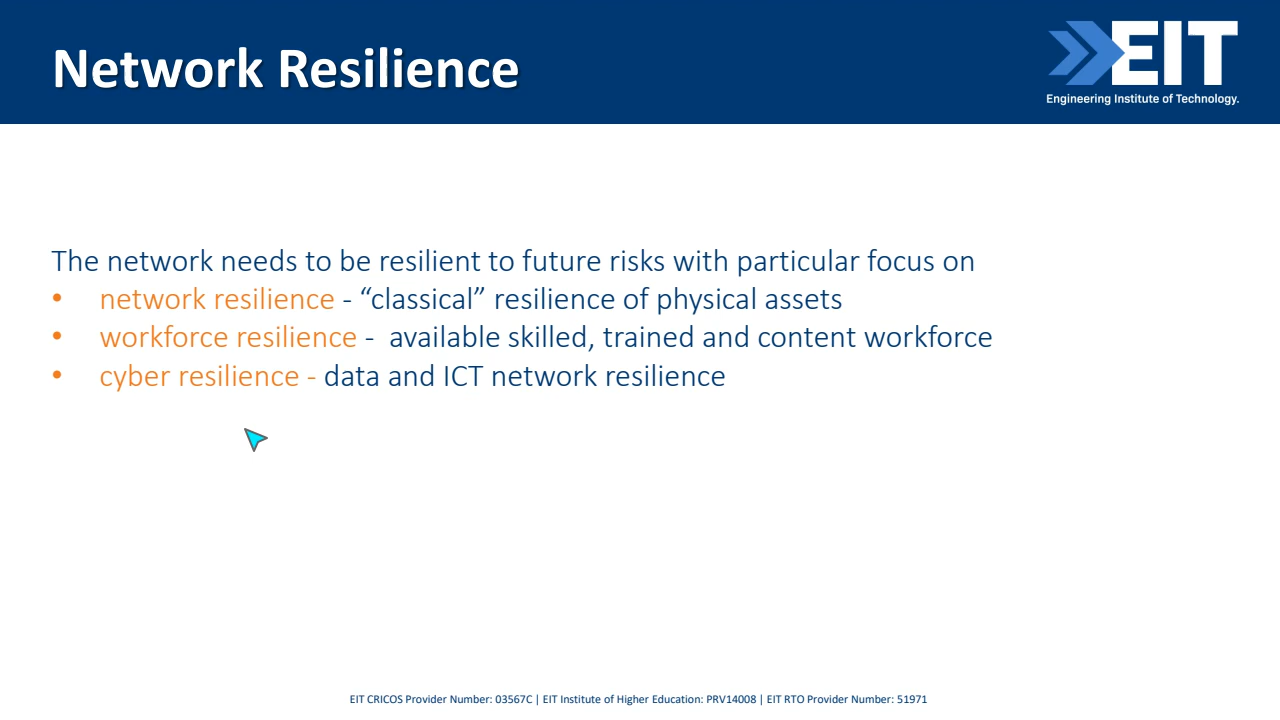 Network Resilience
EIT
Engineering Institute of Technology.
The network needs to be resilient to future risks with particular focus on
• network resilience - “classical” resilience of physical assets
• workforce resilience - available skilled, trained and content workforce
• cyber resilience - data and ICT network resilience
EIT CRICOS Provider Number: 03567C | EIT Institute of Higher Education: PRV14008 | EIT RTO Provider Number: 51971